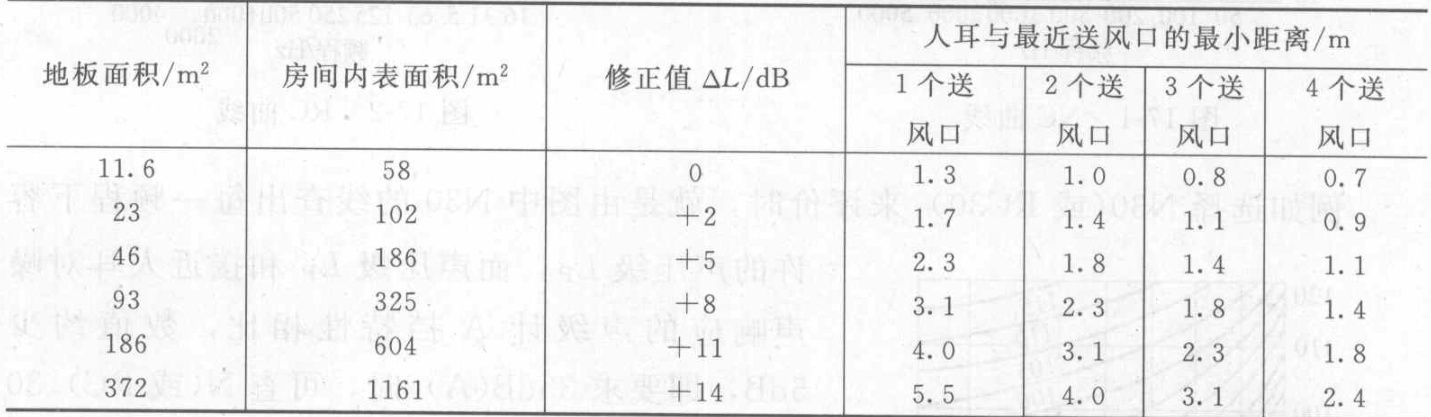 地板面积/m² 房间内表面积/m² 修正值 ΔL/dB 人耳与最近送风口的最小距离/m
1 个送风口 2 个送风口 3 个送风口 4 个送风口
11.6 58 0 1.3 1.0 0.8 0.7
23 102 +2 1.7 1.4 1.1 0.9
46 186 +5 2.3 1.8 1.4 1.1
93 325 +8 3.1 2.3 1.8 1.4
186 604 +11 4.0 3.1 2.3 1.8
372 1161 +14 5.5 4.0 3.1 2.4